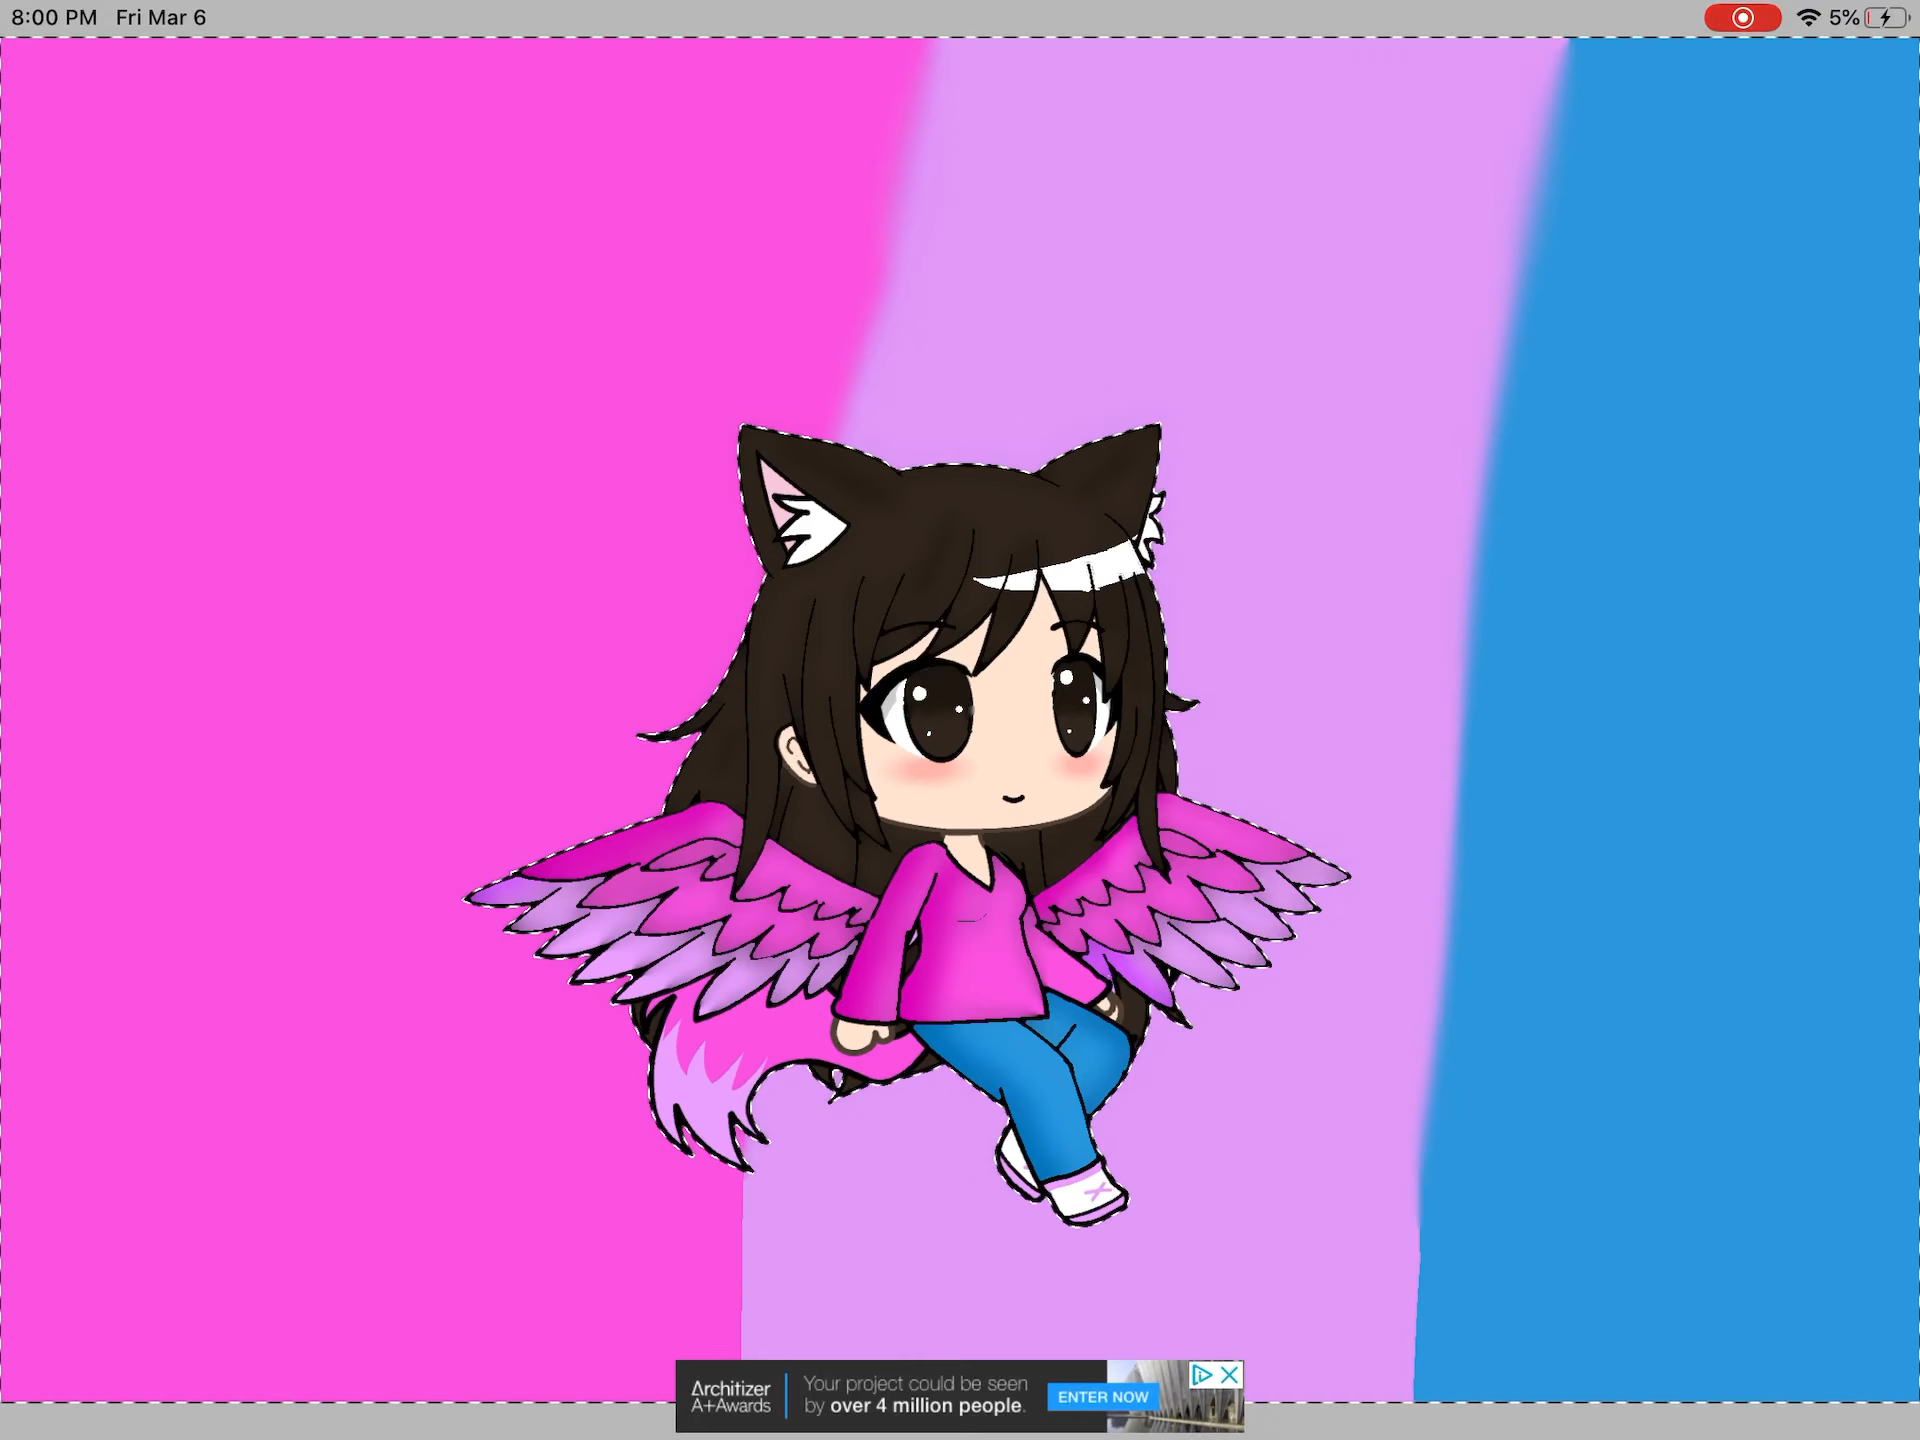 8:00 PM Fri Mar 6
5%
Architizer
A+Awards
Your project could be seen
by over 4 million people.
ENTER NOW